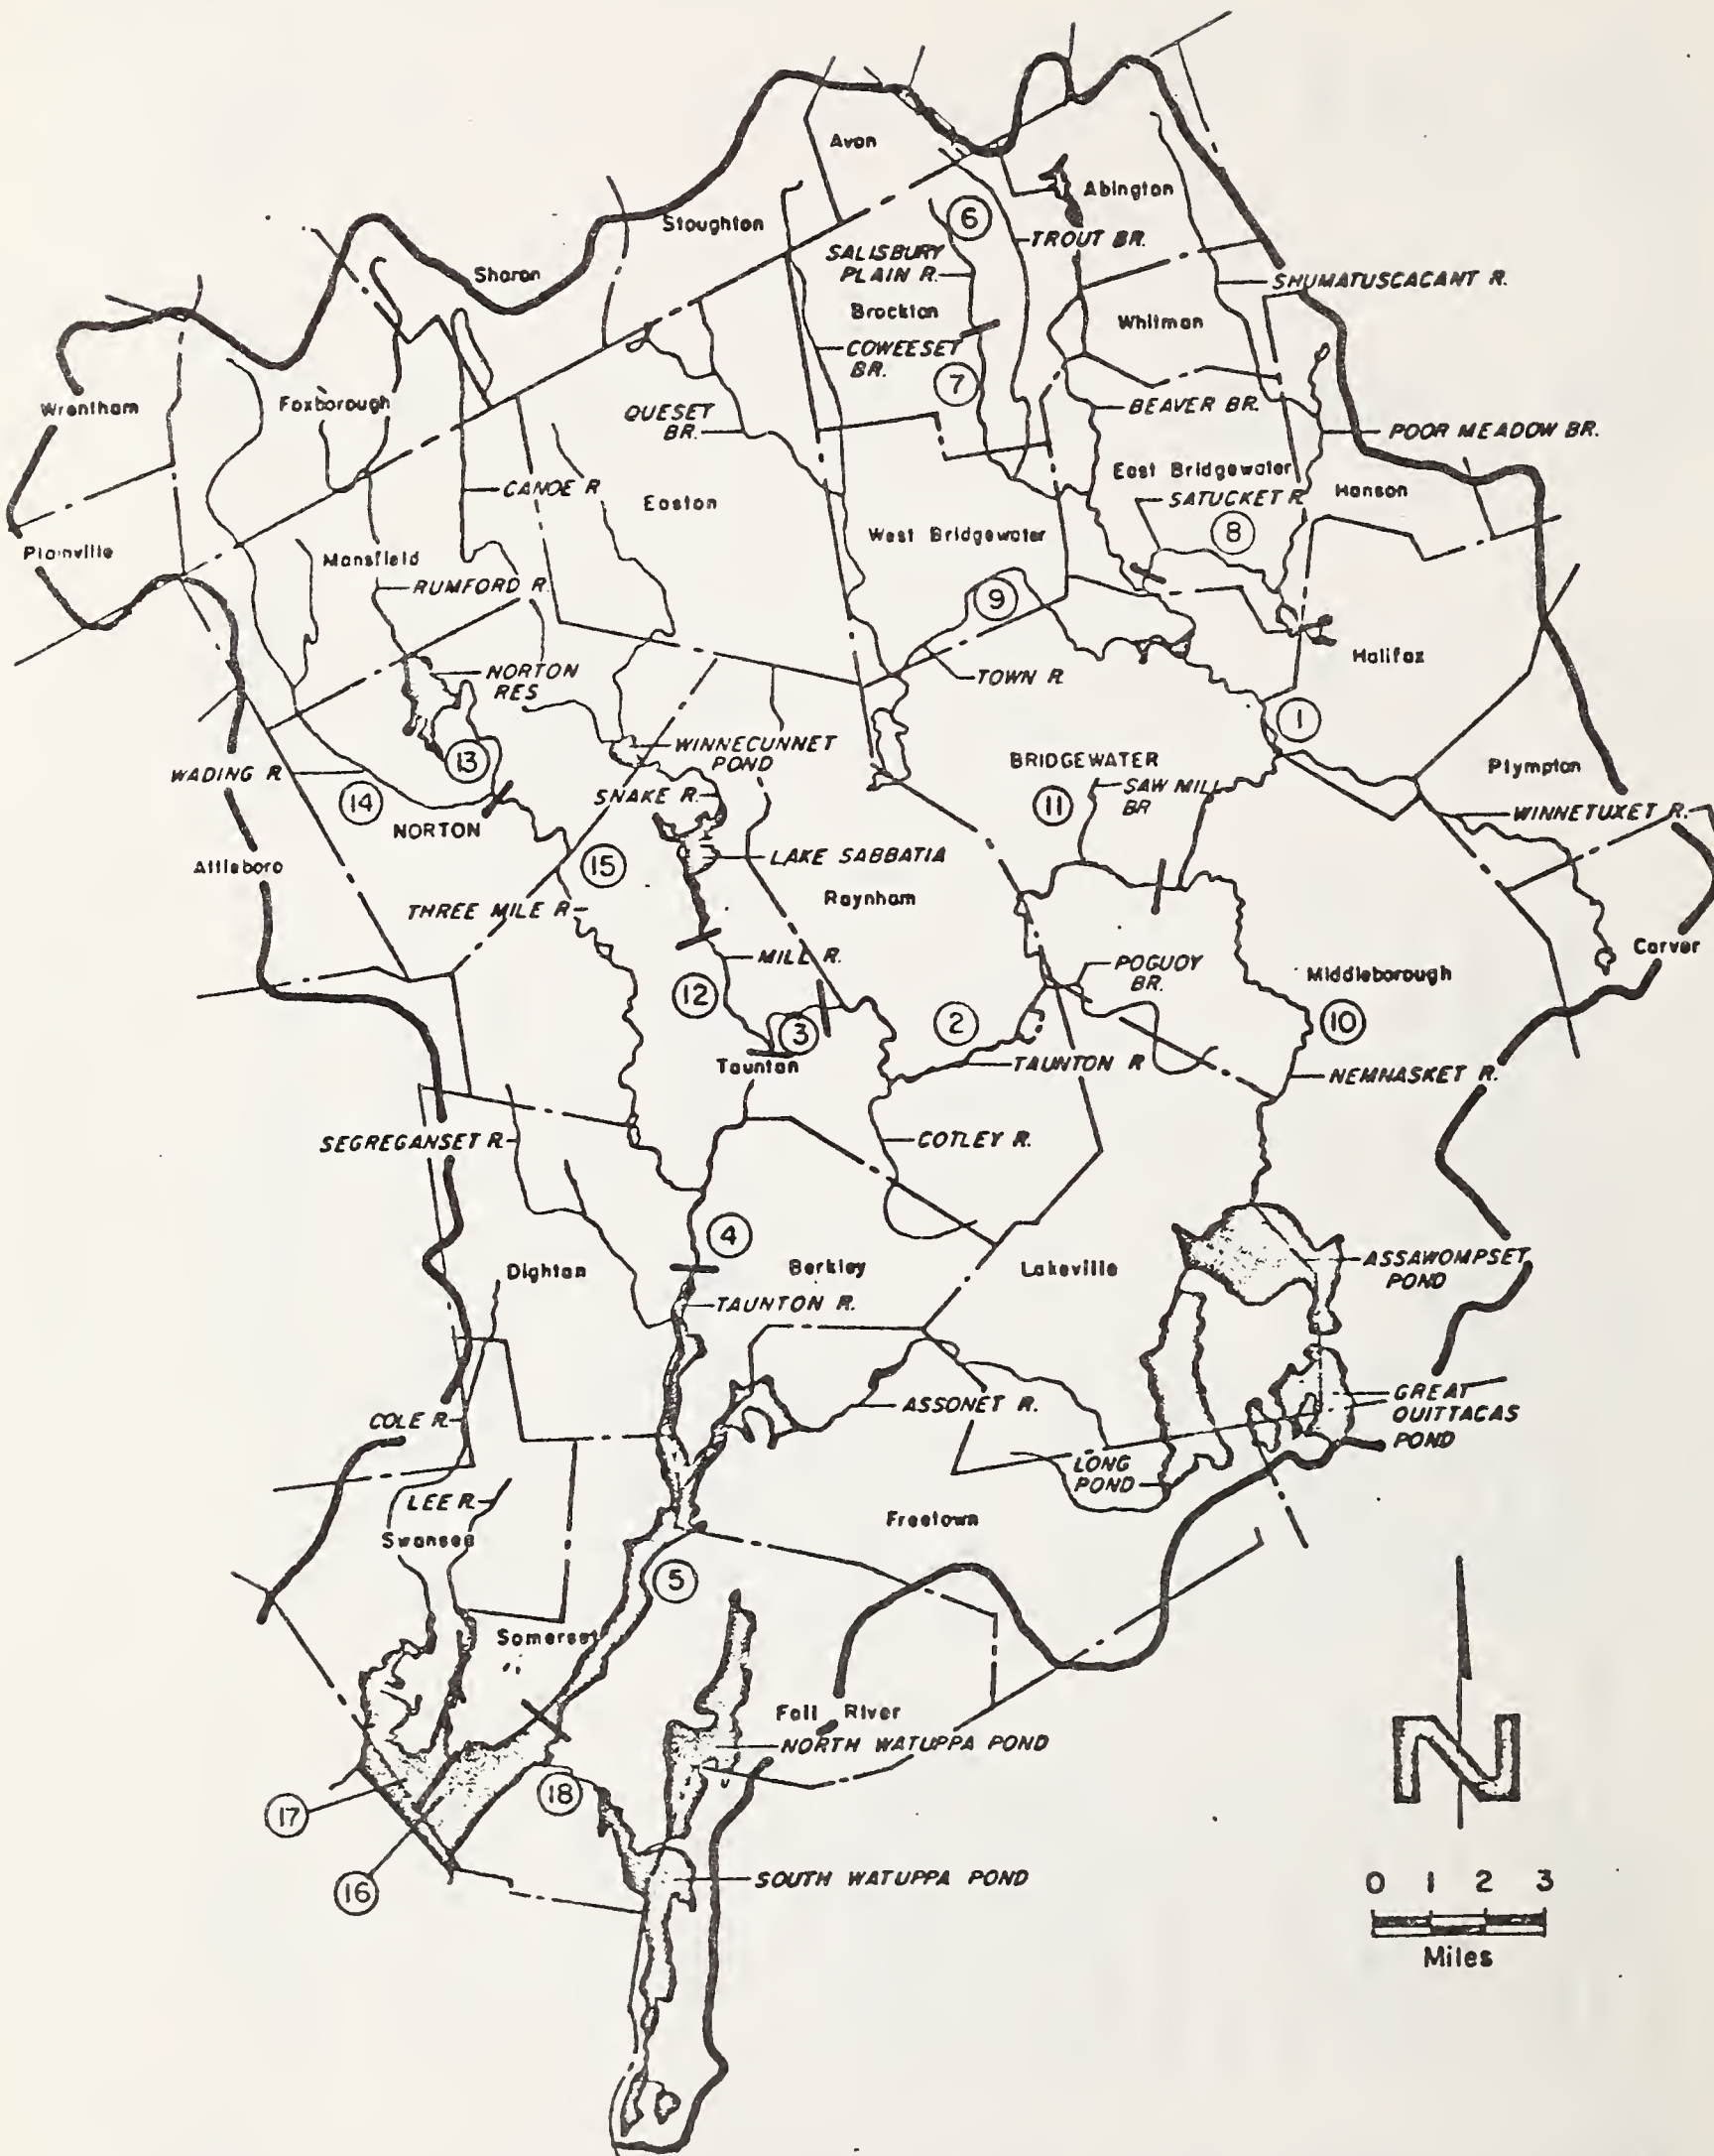 Avon
Abington
Stoughton
6
TROUT BR.
SALISBURY
PLAIN R.
Sharon
SHUMATUSCACANT R.
Brockton
Whitman
COWEESET
BR.
7
Wrentham
Foxborough
QUESET
BR.
BEAVER BR.
POOR MEADOW BR.
East Bridgewater
CANOE R
Easton
SATUCKET R.
Hanson
8
West Bridgewater
Plainville
Mansfield
RUMFORD R.
9
Halifax
NORTON
RES
TOWN R
1
WINNECUNNET
POND
13
BRIDGEWATER
Plympton
WADING R
SNAKE R.
SAW MILL
BR
14
11
WINNETUXET R.
NORTON
LAKE SABBATIA
15
Attleboro
Raynham
THREE MILE R
Carver
MILL R.
POQUOY
BR.
Middleborough
12
3
2
10
Taunton
TAUNTON R
NEMNASKET R.
SEGREGANSET R
COTLEY R.
4
Dighton
Berkley
Lakeville
ASSAWOMPSET
POND
TAUNTON R.
COLE R
ASSONET R.
GREAT
QUITTACAS
POND
LONG
POND
LEE R
Swansea
Freetown
5
Somerset
Fall River
NORTH WATUPPA POND
N
18
17
SOUTH WATUPPA POND
16
0 1 2 3
Miles